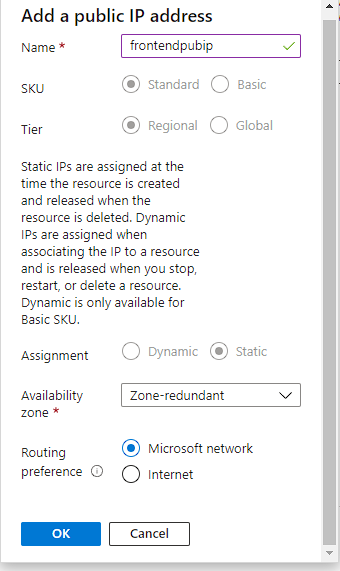 Add a public IP address
Name *
frontendpubip
SKU
Standard
Basic
Tier
Regional
Global
Static IPs are assigned at the
time the resource is created
and released when the
resource is deleted. Dynamic
IPs are assigned when
associating the IP to a resource
and is released when you stop,
restart, or delete a resource.
Dynamic is only available for
Basic SKU.
Assignment
Dynamic
Static
Availability
zone *
Zone-redundant
Routing
preference
Microsoft network
Internet
OK
Cancel